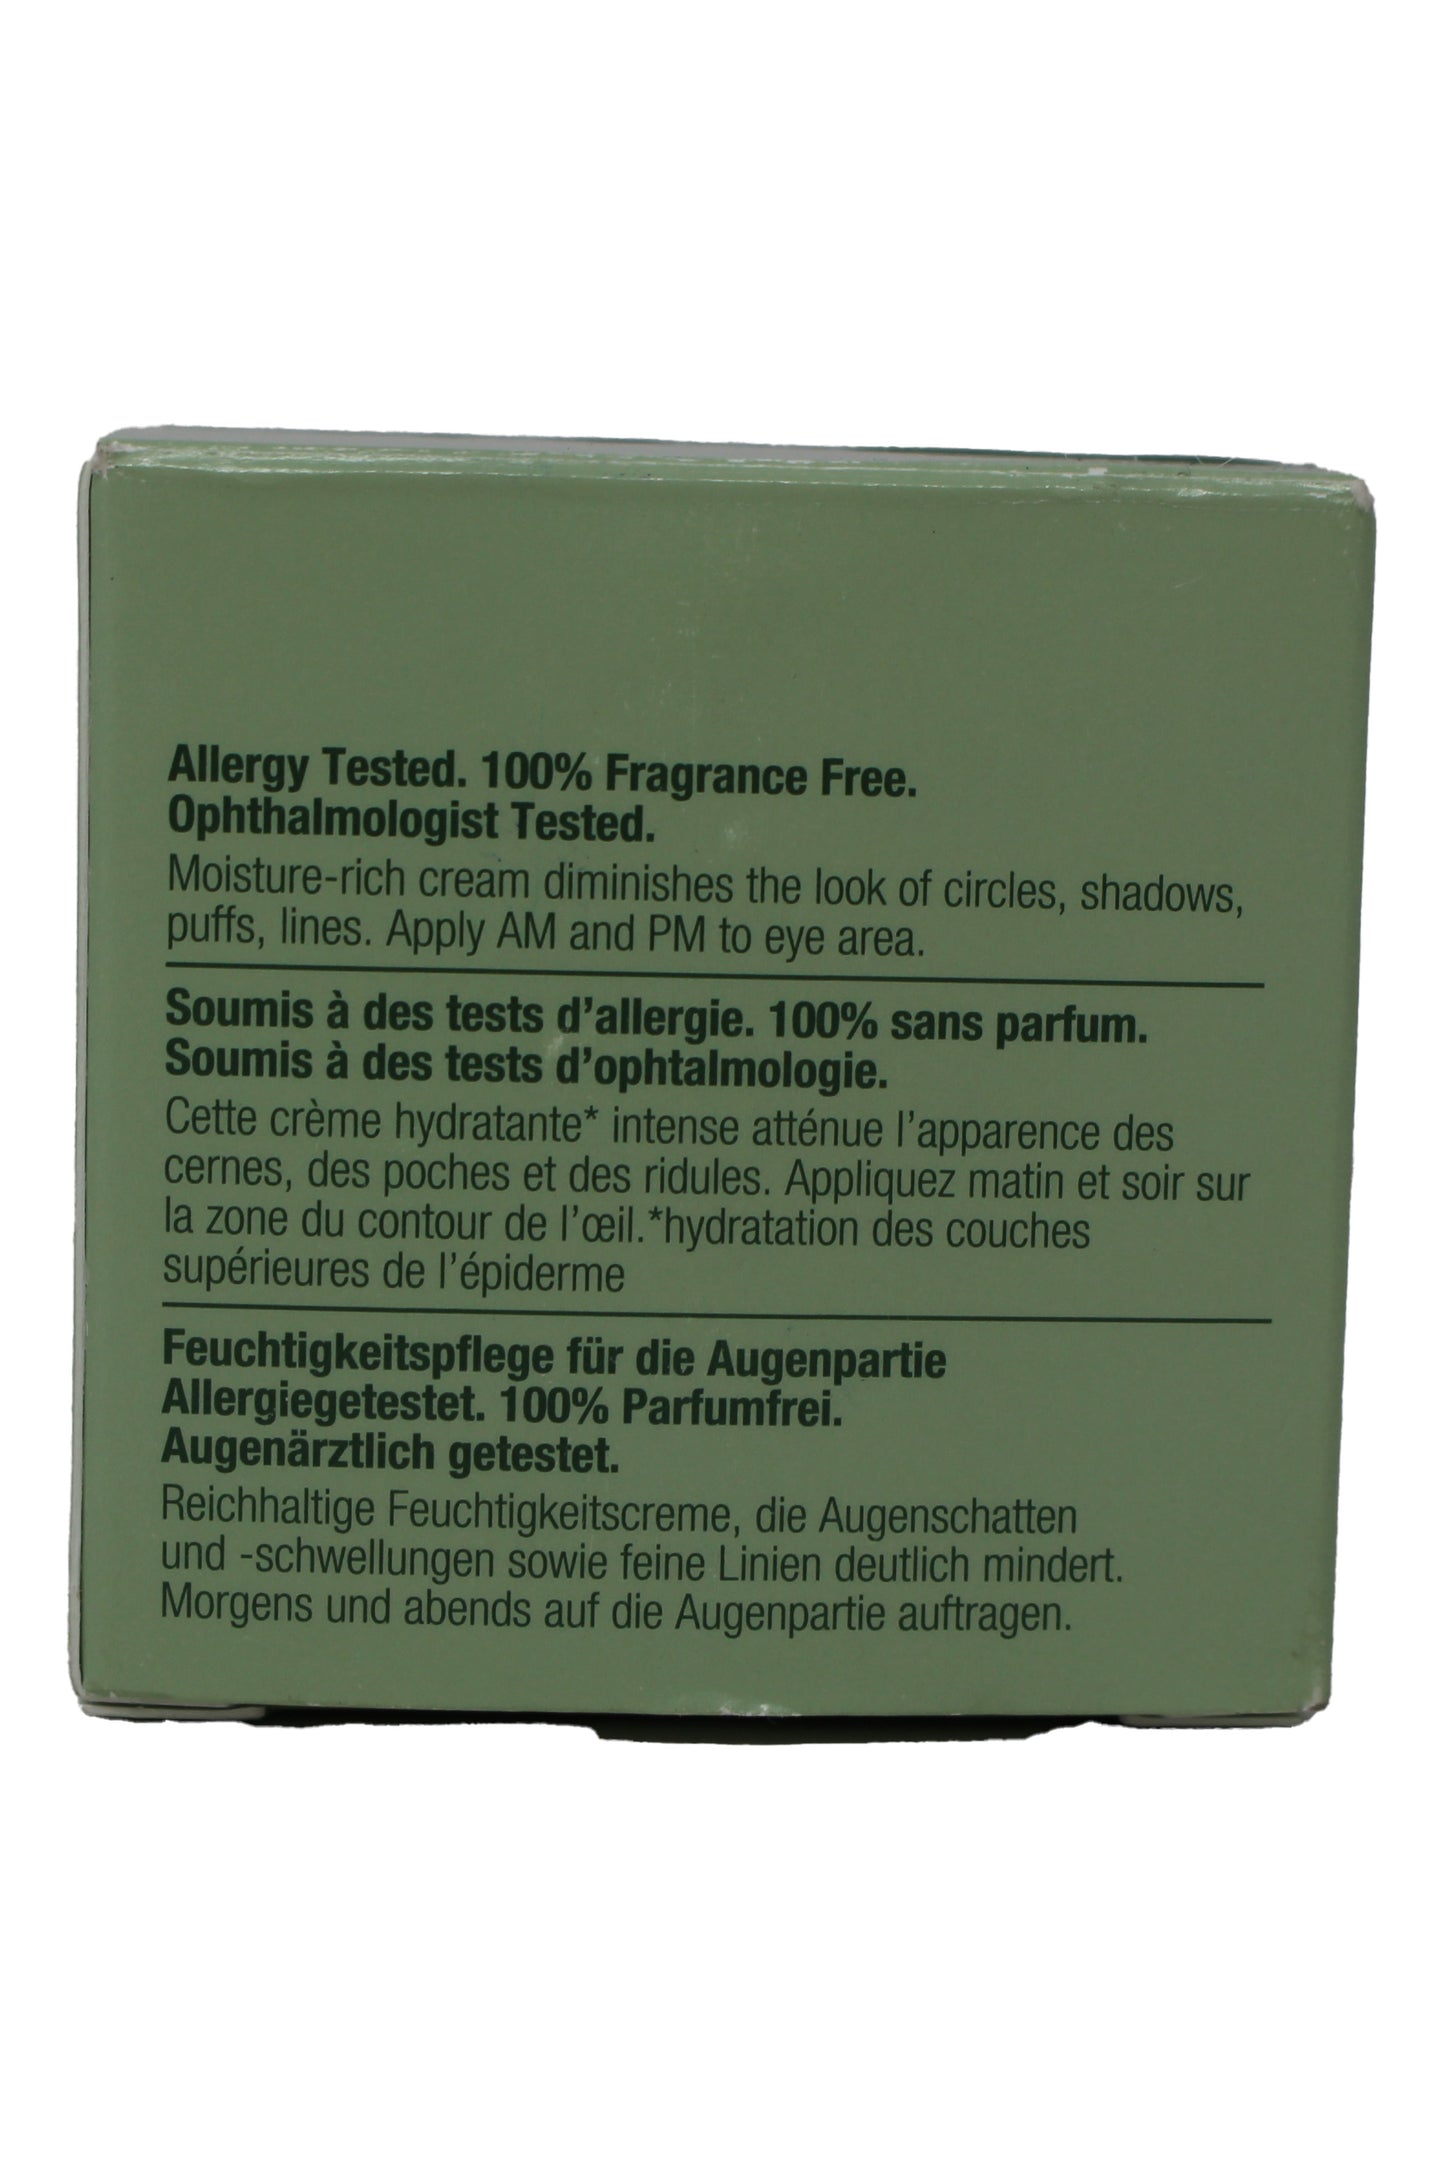 Allergy Tested. 100% Fragrance Free.
Ophthalmologist Tested.
Moisture-rich cream diminishes the look of circles, shadows,
puffs, lines. Apply AM and PM to eye area.
Soumis à des tests d’allergie. 100% sans parfum.
Soumis à des tests d’ophtalmologie.
Cette crème hydratante* intense atténue l’apparence des
cernes, des poches et des ridules. Appliquez matin et soir sur
la zone du contour de l’œil.*hydratation des couches
supérieures de l’épiderme
Feuchtigkeitspflege für die Augenpartie
Allergiegetestet. 100% Parfumfrei.
Augenärztlich getestet.
Reichhaltige Feuchtigkeitscreme, die Augenschatten
und -schwellungen sowie feine Linien deutlich mindert.
Morgens und abends auf die Augenpartie auftragen.